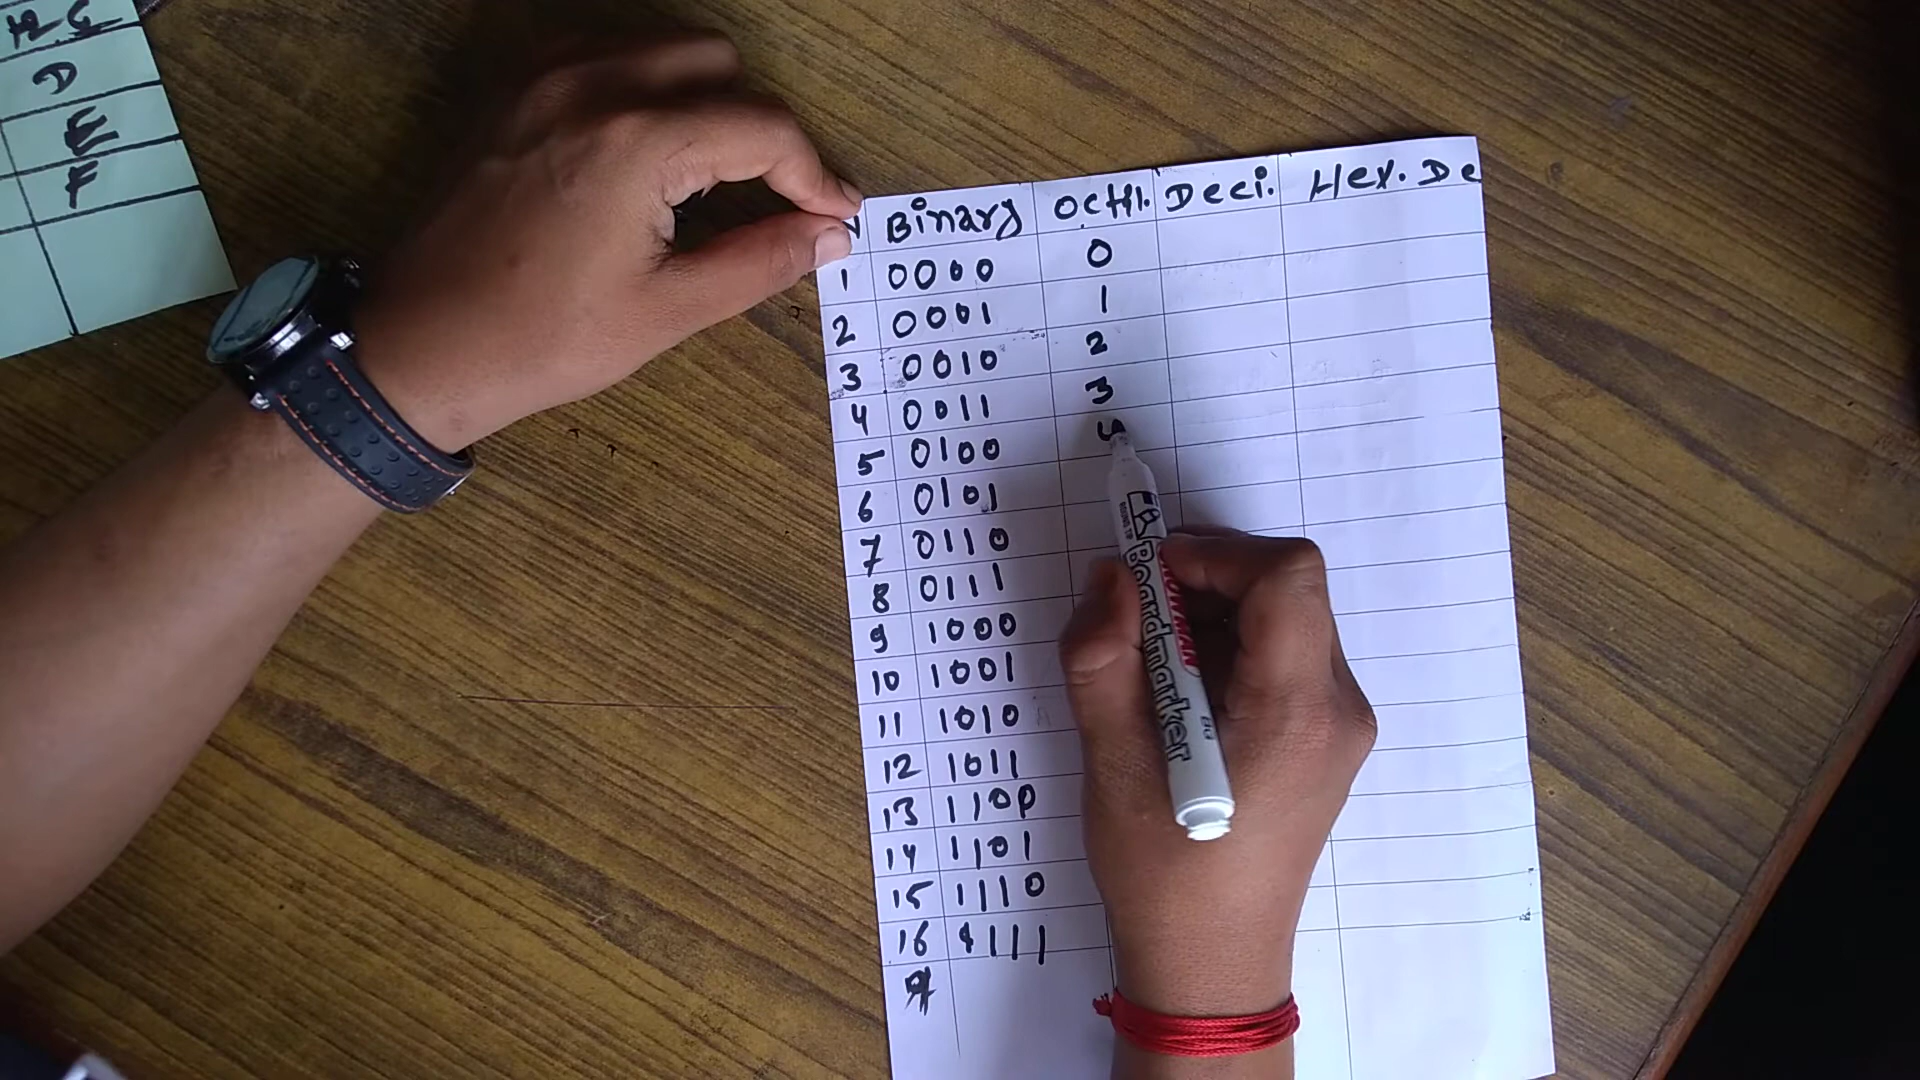 D
E
F
Binary OCtl. Deci. Hex. De
1 0000 0
2 0001 1
3 0010 2
4 0011 3
5 0100 4
6 0101
7 0110
8 0111
9 1000
10 1001
11 1010
12 1011
13 1100
14 1101
15 1110
16 1111
Boardmarker